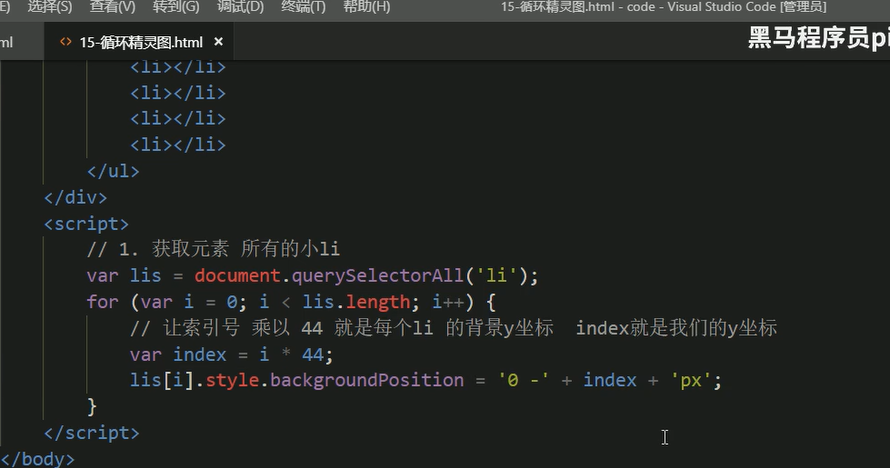 E) 选择(S) 查看(V) 转到(G) 调试(D) 终端(T) 帮助(H) 15-循环精灵图.html - code - Visual Studio Code [管理员]
ml <> 15-循环精灵图.html × 黑马程序员pi
<li></li>
<li></li>
<li></li>
<li></li>
</ul>
</div>
<script>
// 1. 获取元素 所有的小li
var lis = document.querySelectorAll('li');
for (var i = 0; i < lis.length; i++) {
// 让索引号 乘以 44 就是每个li 的背景y坐标  index就是我们的y坐标
var index = i * 44;
lis[i].style.backgroundPosition = '0 -' + index + 'px';
}
</script>
</body>